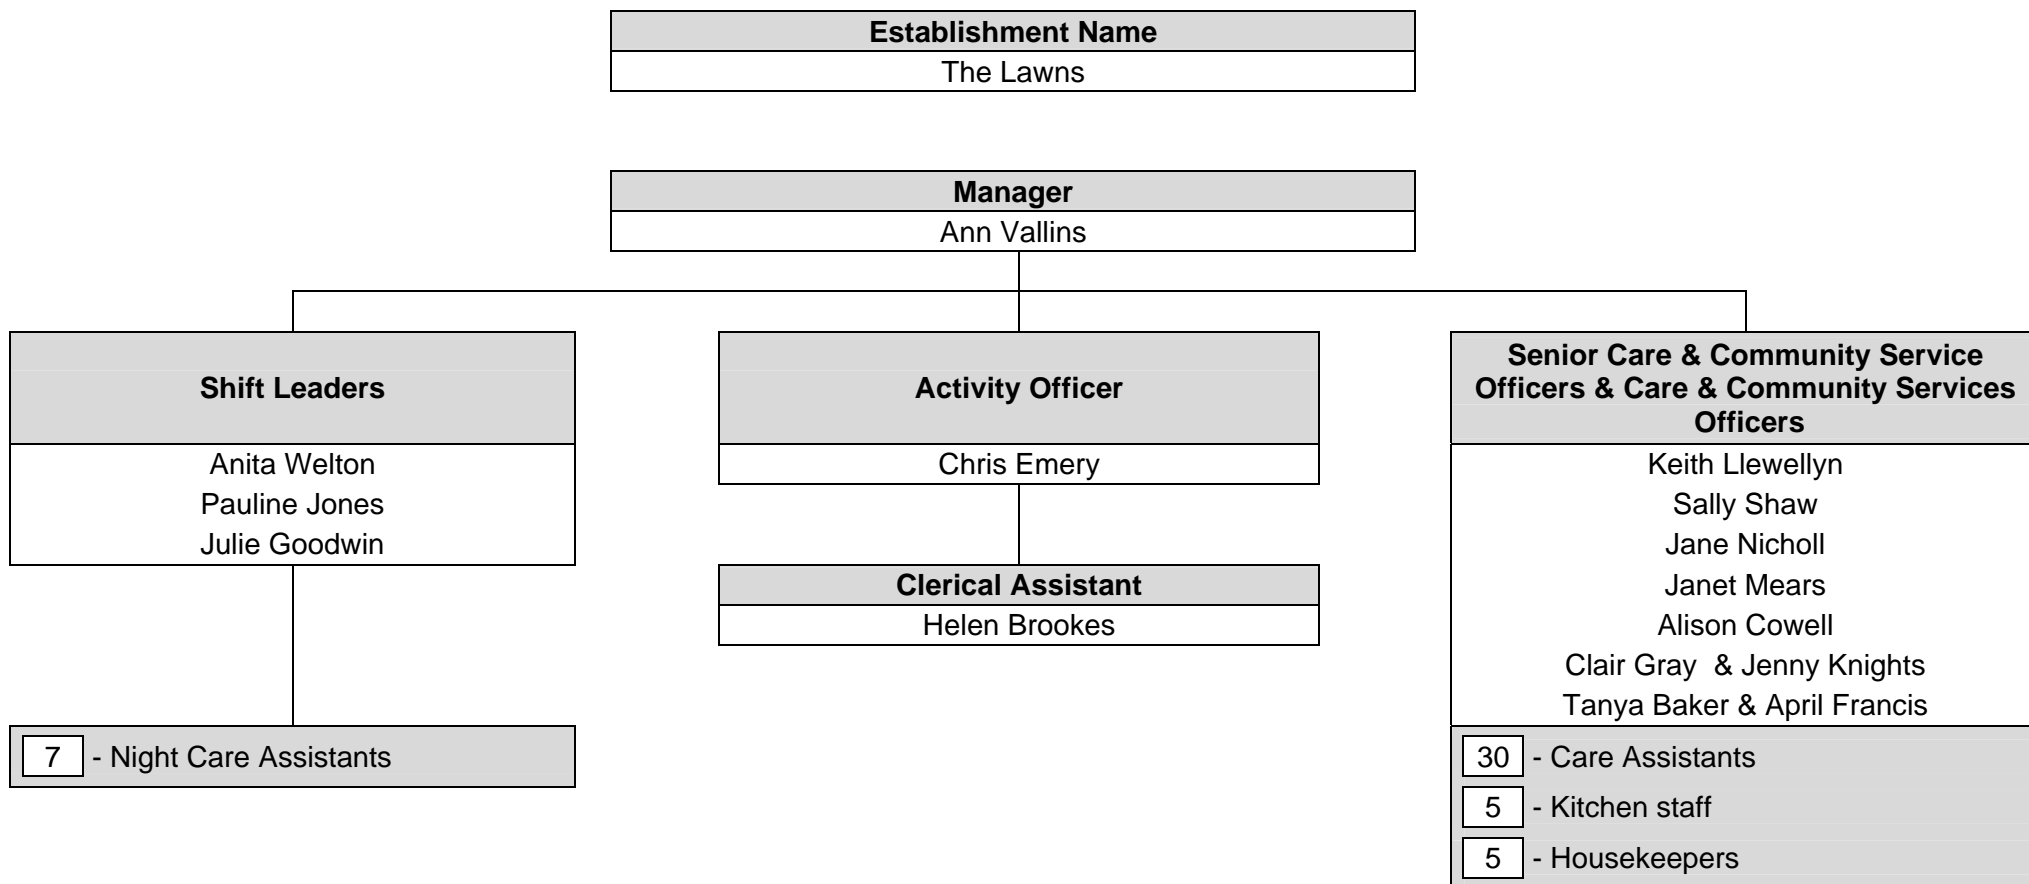 Establishment Name
The Lawns
Manager
Ann Vallins
Shift Leaders
Anita Welton
Pauline Jones
Julie Goodwin
7 - Night Care Assistants
Activity Officer
Chris Emery
Clerical Assistant
Helen Brookes
Senior Care & Community Service
Officers & Care & Community Services
Officers
Keith Llewellyn
Sally Shaw
Jane Nicholl
Janet Mears
Alison Cowell
Clair Gray & Jenny Knights
Tanya Baker & April Francis
30 - Care Assistants
5 - Kitchen staff
5 - Housekeepers